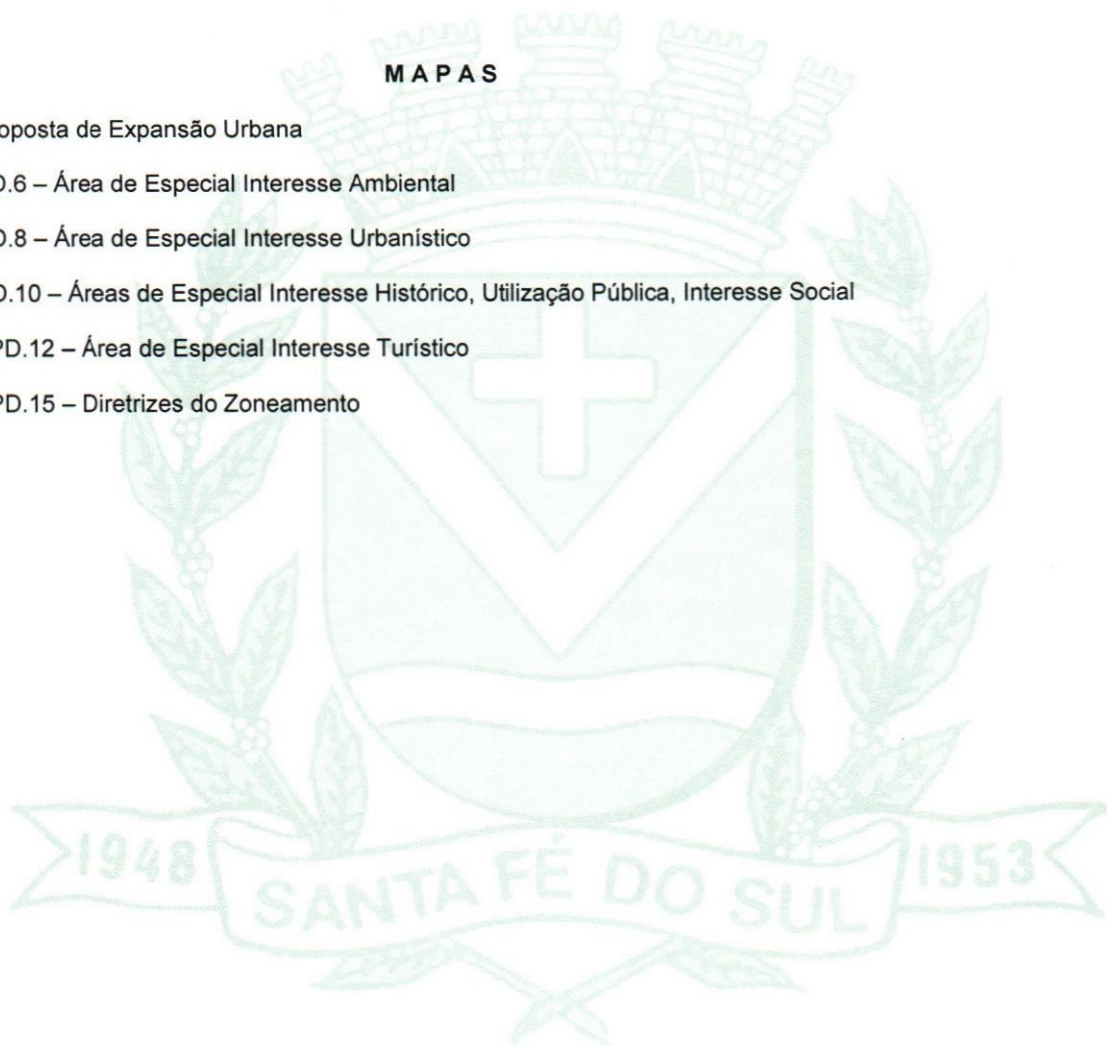 M A P A S
oposta de Expansão Urbana
D.6 – Área de Especial Interesse Ambiental
D.8 – Área de Especial Interesse Urbanístico
D.10 – Áreas de Especial Interesse Histórico, Utilização Pública, Interesse Social
PD.12 – Área de Especial Interesse Turístico
PD.15 – Diretrizes do Zoneamento
1948
SANTA FÉ DO SUL
1953